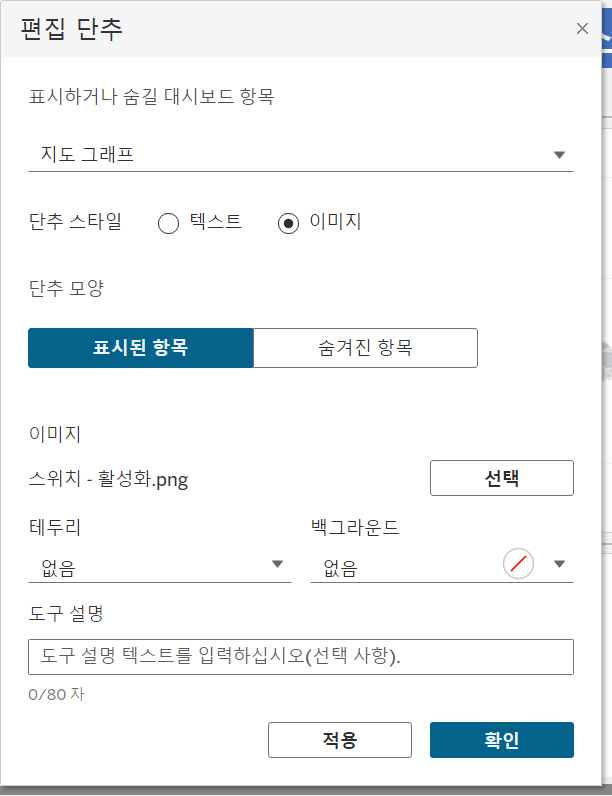 편집 단추
표시하거나 숨길 대시보드 항목
지도 그래프
단추 스타일 텍스트 이미지
단추 모양
표시된 항목 숨겨진 항목
이미지
스위치 - 활성화.png 선택
테두리 백그라운드
없음 없음
도구 설명
도구 설명 텍스트를 입력하십시오(선택 사항).
0/80 자
적용 확인